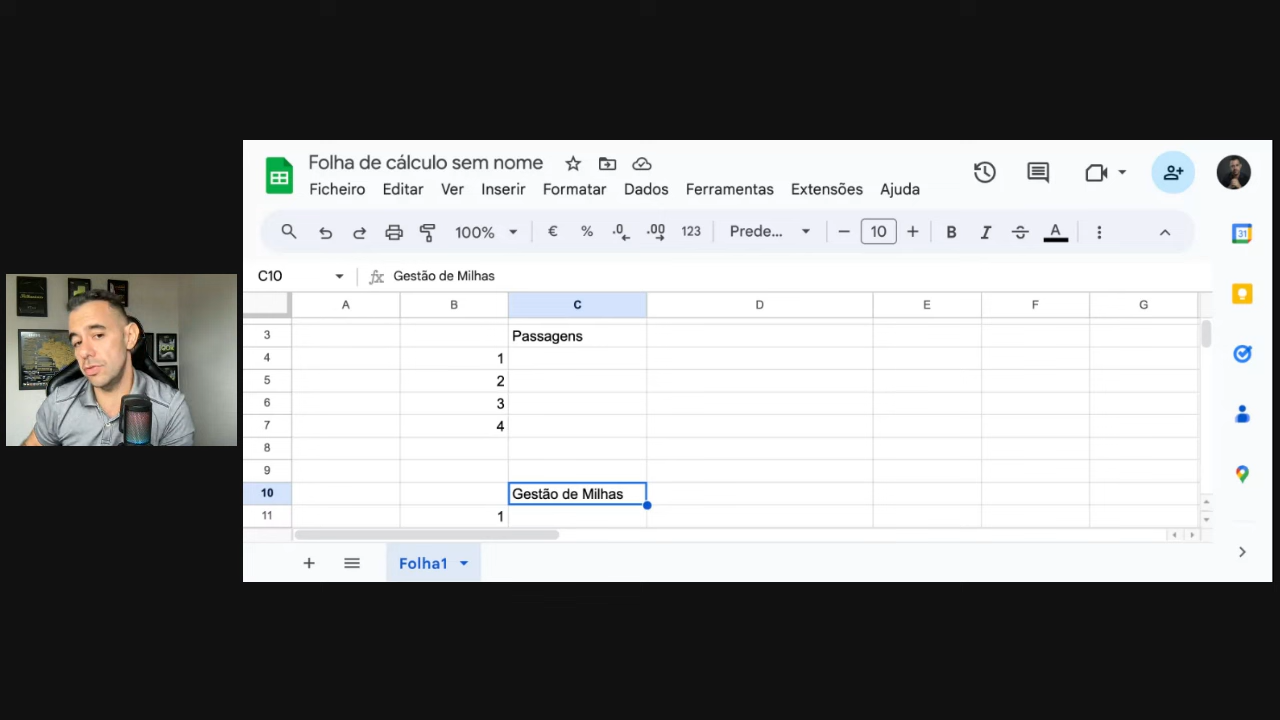 Folha de cálculo sem nome
Ficheiro Editar Ver Inserir Formatar Dados Ferramentas Extensões Ajuda
100% € % .0 .00 123 Prede... 10 B I A
C10 Gestão de Milhas
A B C D E F G
3 Passagens
4 1
5 2
6 3
7 4
8
9
10 Gestão de Milhas
11 1
Folha1
31